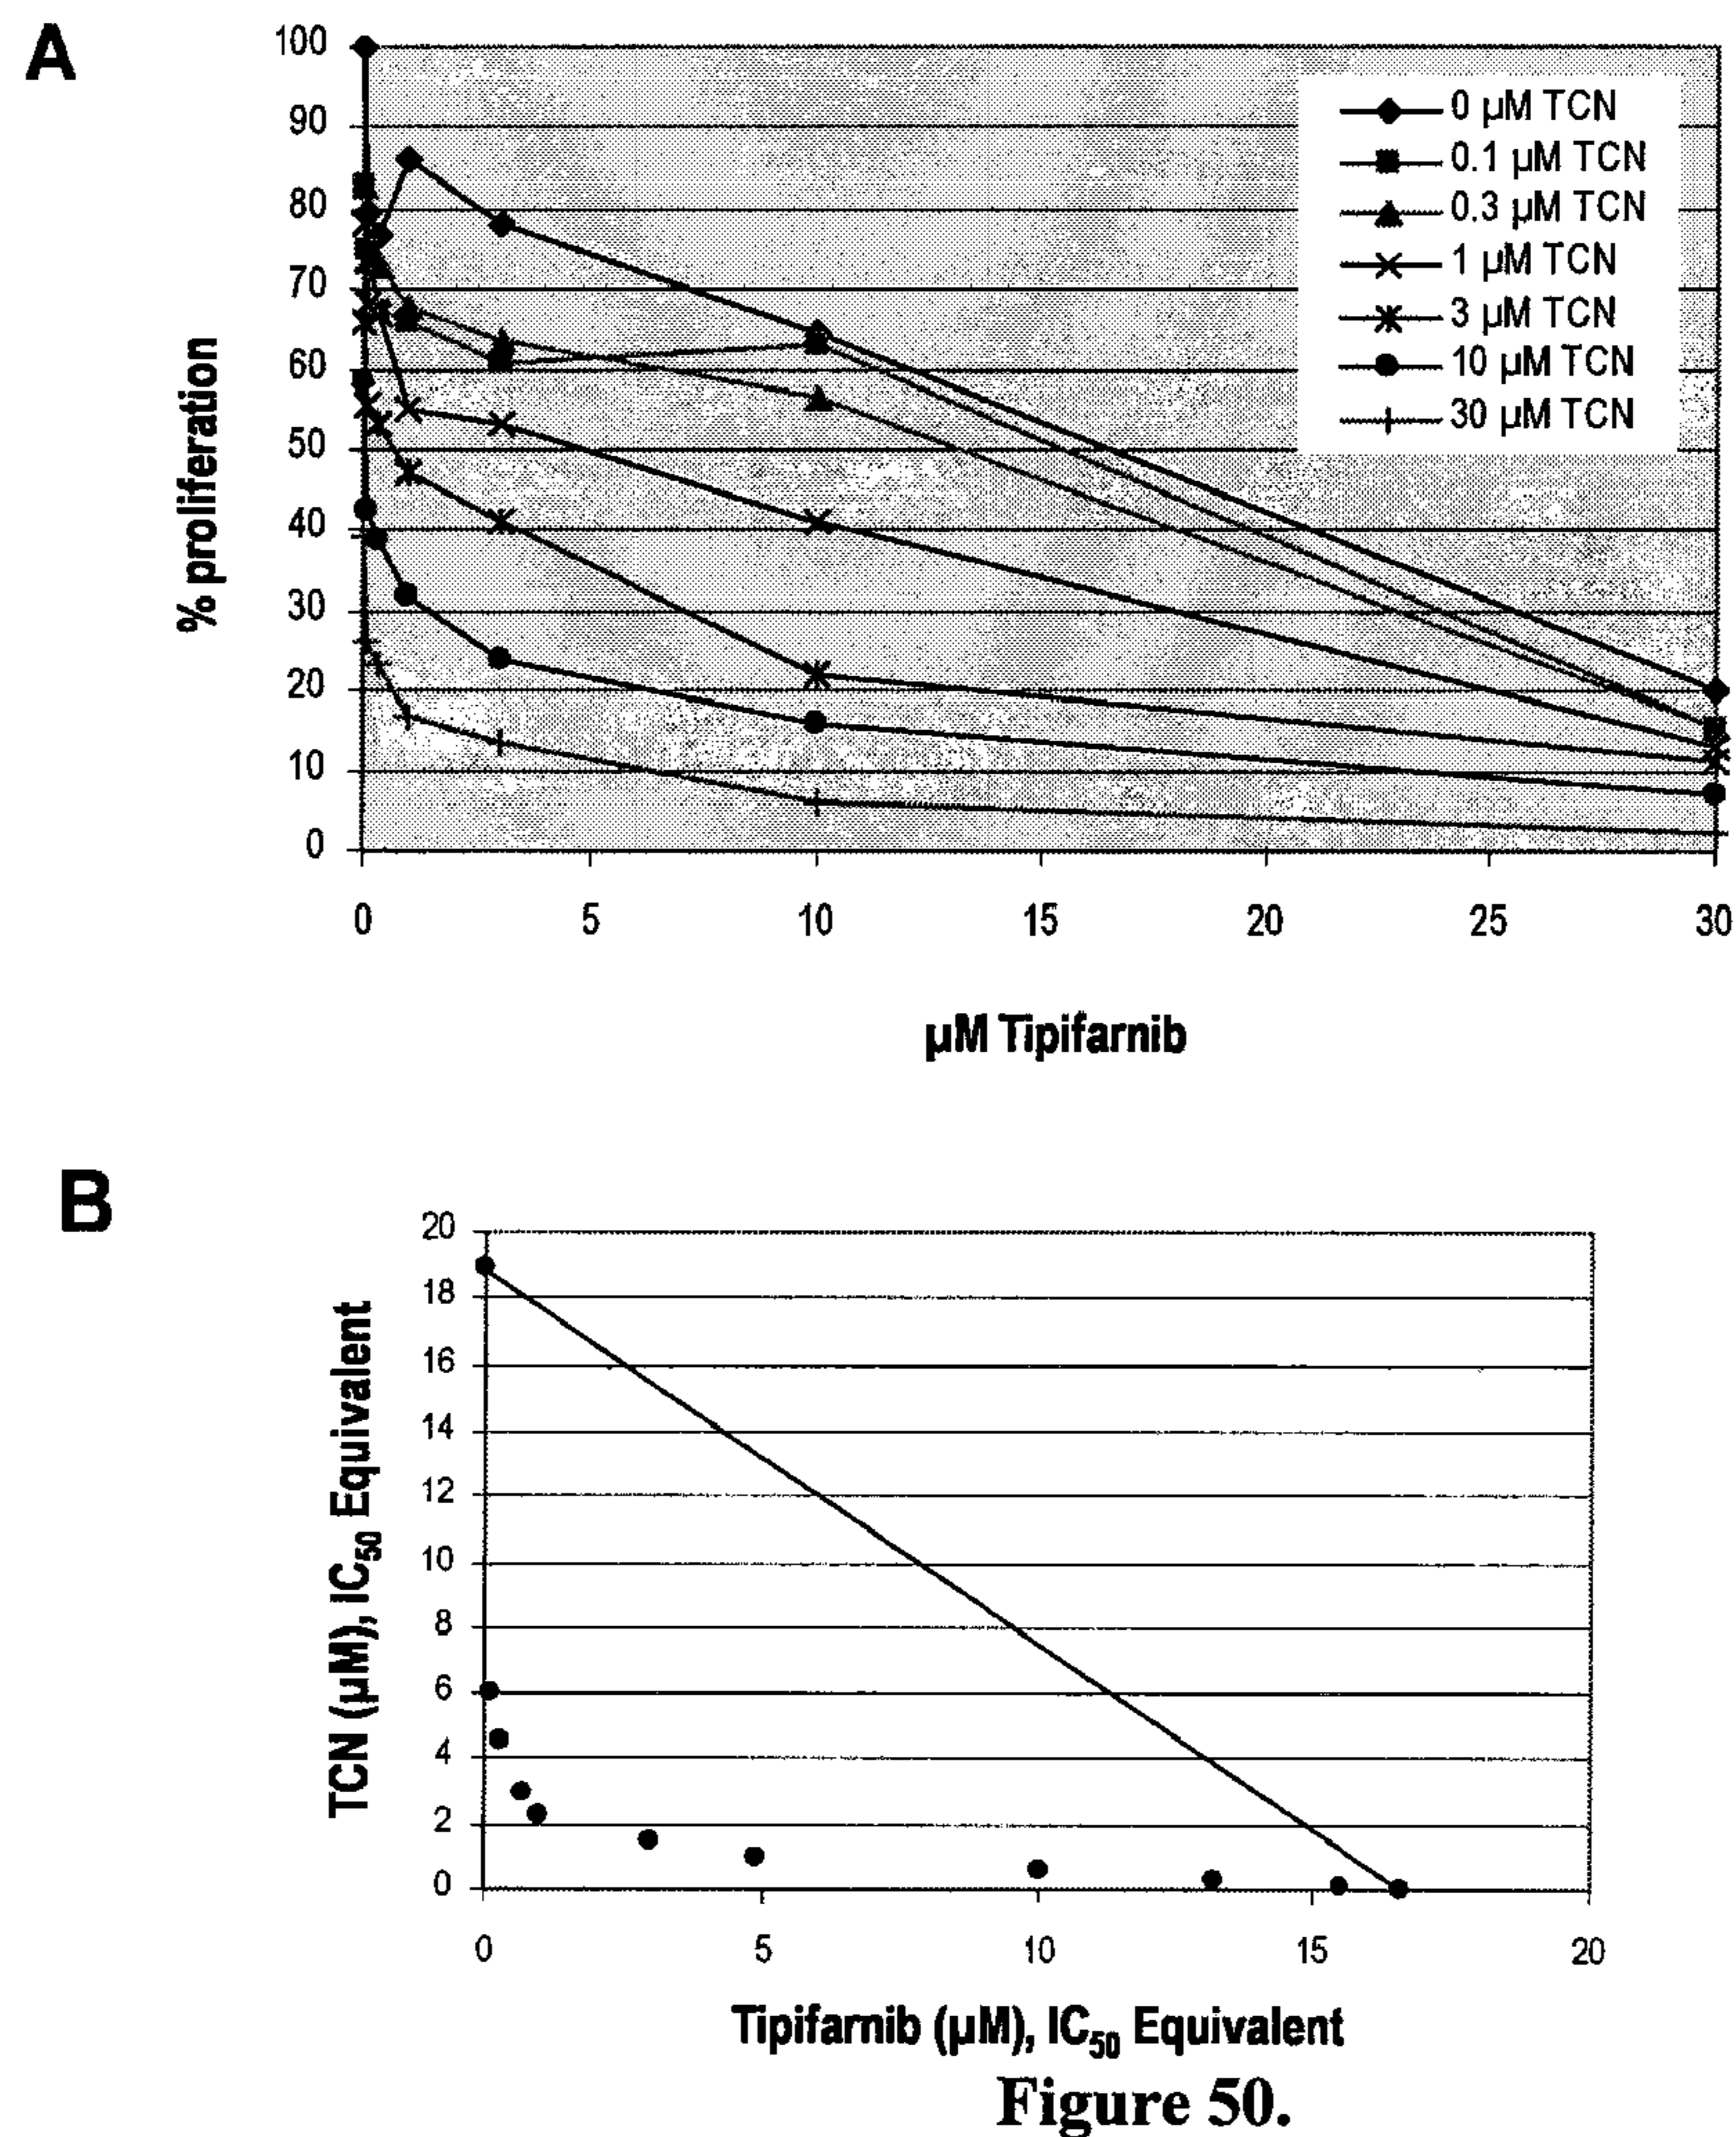 A
100
90
80
70
60
50
40
30
20
10
0
% proliferation
0 µM TCN
0.1 µM TCN
0.3 µM TCN
1 µM TCN
3 µM TCN
10 µM TCN
30 µM TCN
0 5 10 15 20 25 30
µM Tipifarnib
B
20
18
16
14
12
10
8
6
4
2
0
TCN (µM), IC50 Equivalent
0 5 10 15 20
Tipifarnib (µM), IC50 Equivalent
Figure 50.